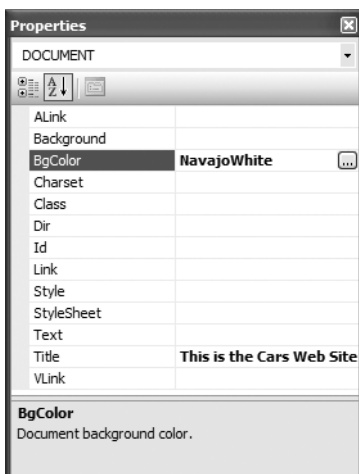 Properties
DOCUMENT
ALink
Background
BgColor NavajoWhite ...
Charset
Class
Dir
Id
Link
Style
StyleSheet
Text
Title This is the Cars Web Site
VLink
BgColor
Document background color.